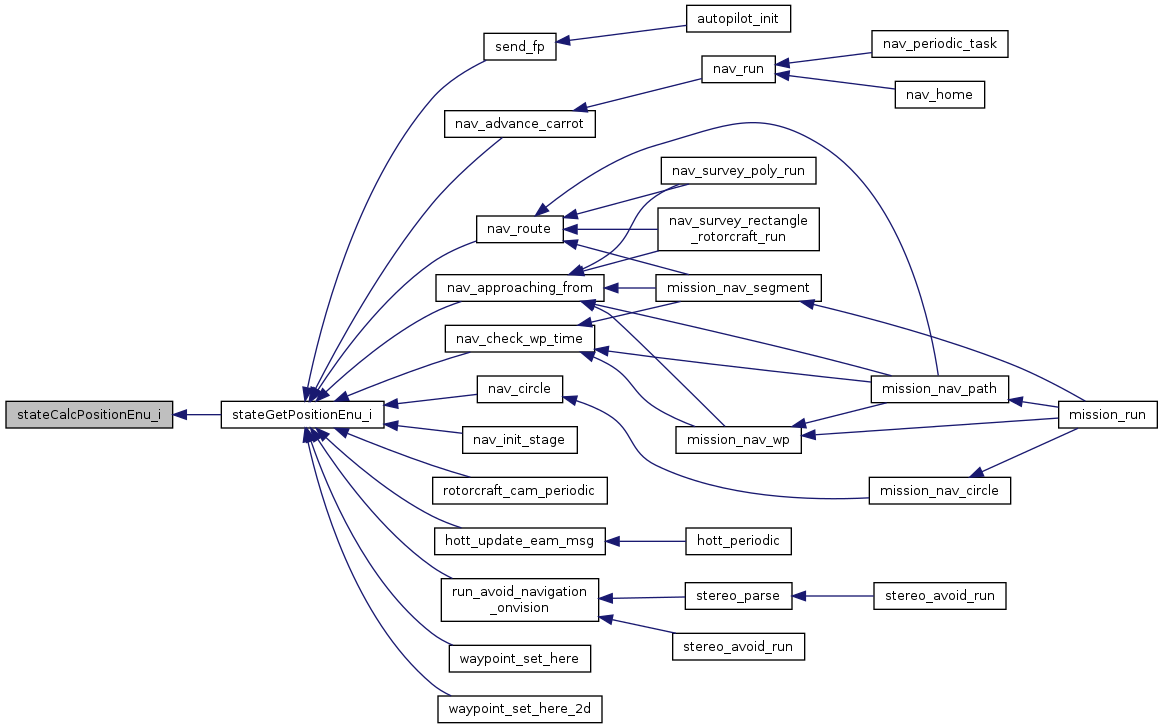 autopilot_init
send_fp
nav_periodic_task
nav_run
nav_home
nav_advance_carrot
nav_survey_poly_run
nav_route
nav_survey_rectangle
_rotorcraft_run
nav_approaching_from
mission_nav_segment
nav_check_wp_time
nav_circle
mission_nav_path
stateCalcPositionEnu_i
stateGetPositionEnu_i
mission_run
nav_init_stage
mission_nav_wp
rotorcraft_cam_periodic
mission_nav_circle
hott_update_eam_msg
hott_periodic
run_avoid_navigation
_onvision
stereo_parse
stereo_avoid_run
stereo_avoid_run
waypoint_set_here
waypoint_set_here_2d